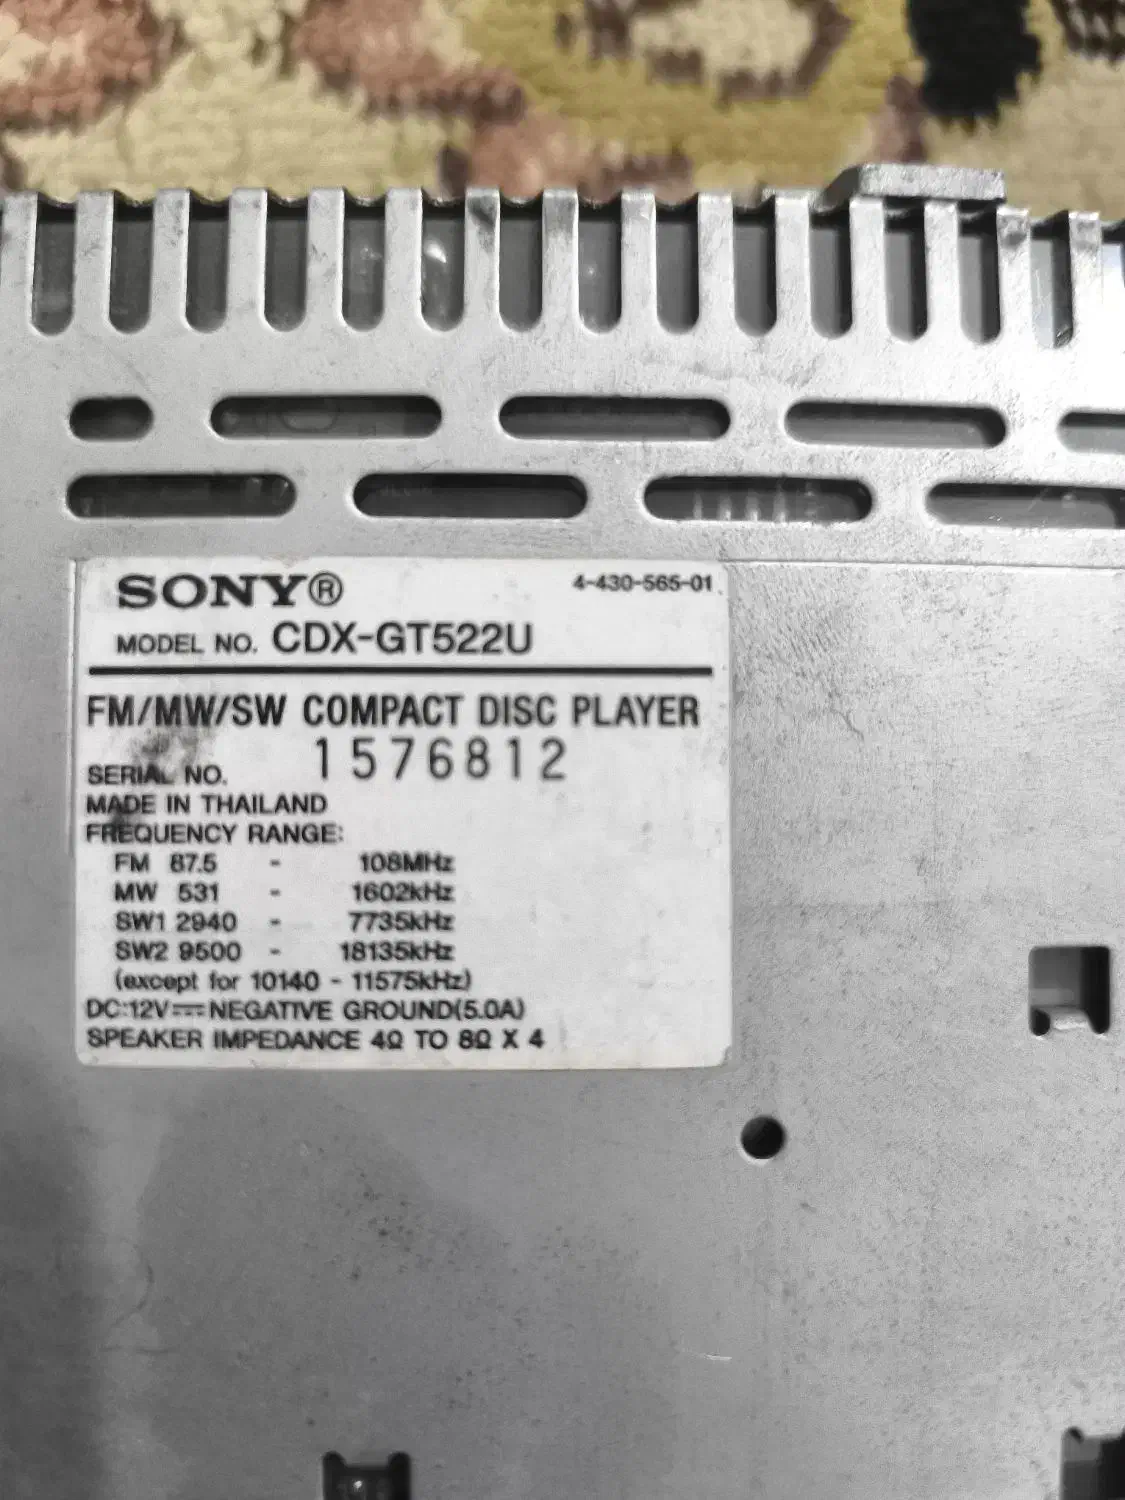 SONY®
4-430-565-01
MODEL NO. CDX-GT522U
FM/MW/SW COMPACT DISC PLAYER
SERIAL NO. 1576812
MADE IN THAILAND
FREQUENCY RANGE:
FM 87.5 - 108MHz
MW 531 - 1602kHz
SW1 2940 - 7735kHz
SW2 9500 - 18135kHz
(except for 10140 - 11575kHz)
DC:12V⎓NEGATIVE GROUND(5.0A)
SPEAKER IMPEDANCE 4Ω TO 8Ω X 4